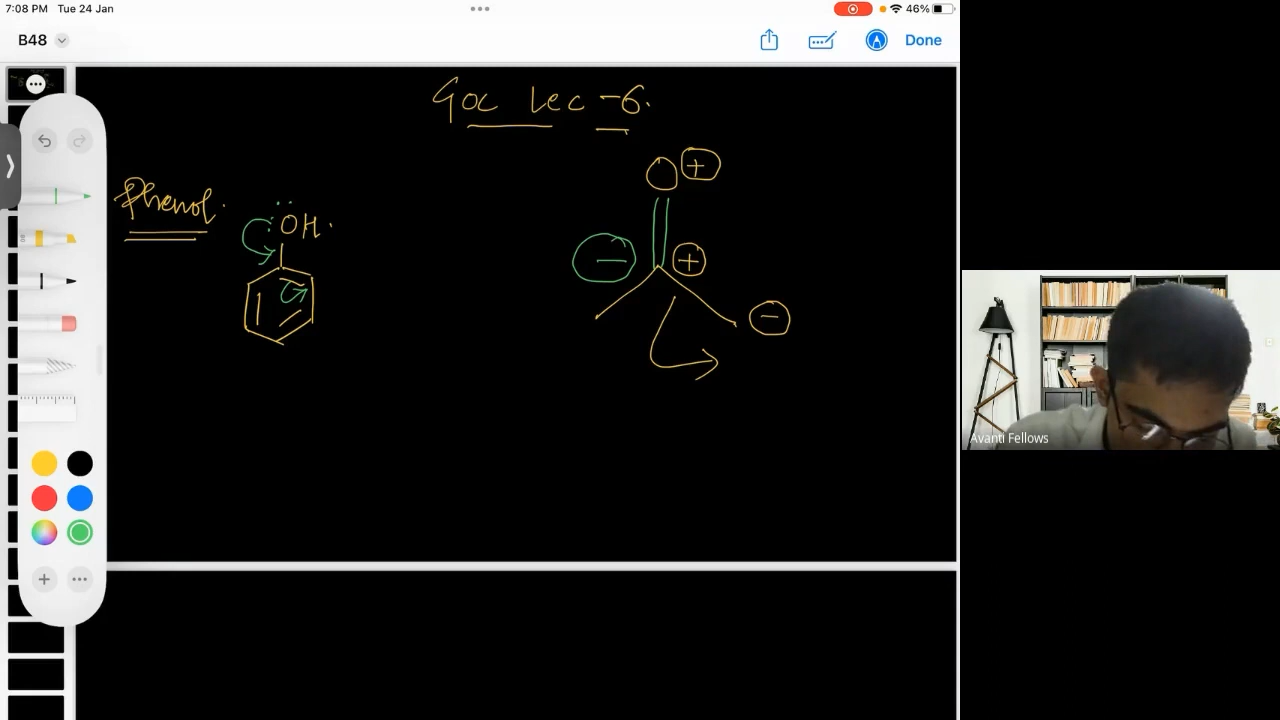 7:08 PM Tue 24 Jan
46%
B48
Done
Goc Lec -6.
Phenol.
OH.
O +
- +
-
Avanti Fellows